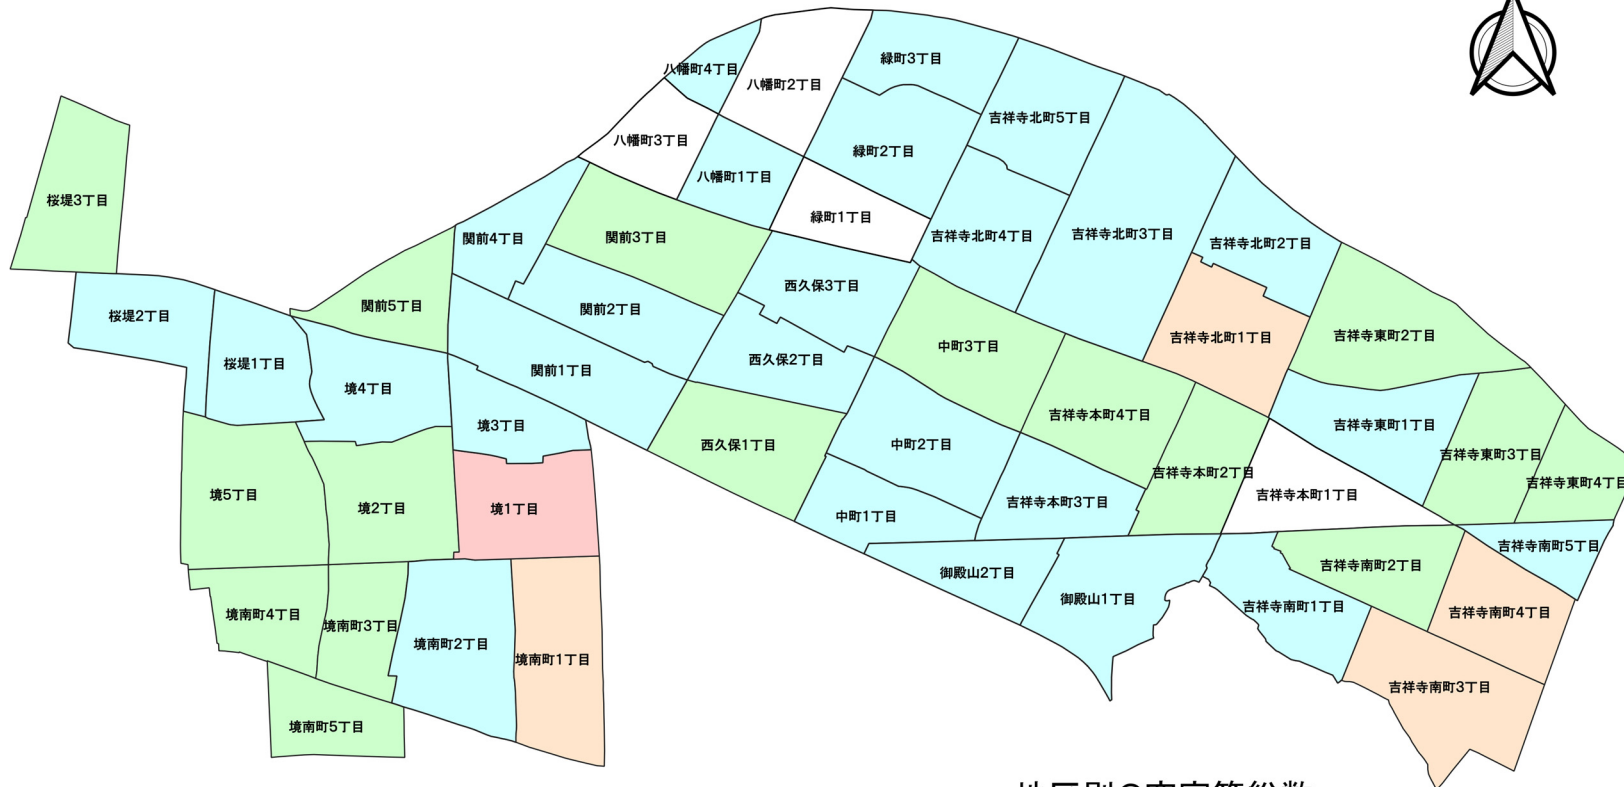 八幡町4丁目
八幡町2丁目
緑町3丁目
吉祥寺北町5丁目
八幡町3丁目
緑町2丁目
八幡町1丁目
桜堤3丁目
緑町1丁目
関前4丁目
関前3丁目
吉祥寺北町4丁目
吉祥寺北町3丁目
吉祥寺北町2丁目
西久保3丁目
関前5丁目
関前2丁目
桜堤2丁目
吉祥寺北町1丁目
吉祥寺東町2丁目
中町3丁目
西久保2丁目
桜堤1丁目
関前1丁目
境4丁目
吉祥寺本町4丁目
境3丁目
吉祥寺東町1丁目
西久保1丁目
中町2丁目
吉祥寺東町3丁目
吉祥寺本町2丁目
吉祥寺東町4丁目
境5丁目
吉祥寺本町1丁目
吉祥寺本町3丁目
境2丁目
境1丁目
中町1丁目
吉祥寺南町5丁目
吉祥寺南町2丁目
御殿山2丁目
御殿山1丁目
吉祥寺南町1丁目
吉祥寺南町4丁目
境南町4丁目
境南町3丁目
境南町2丁目
境南町1丁目
吉祥寺南町3丁目
境南町5丁目